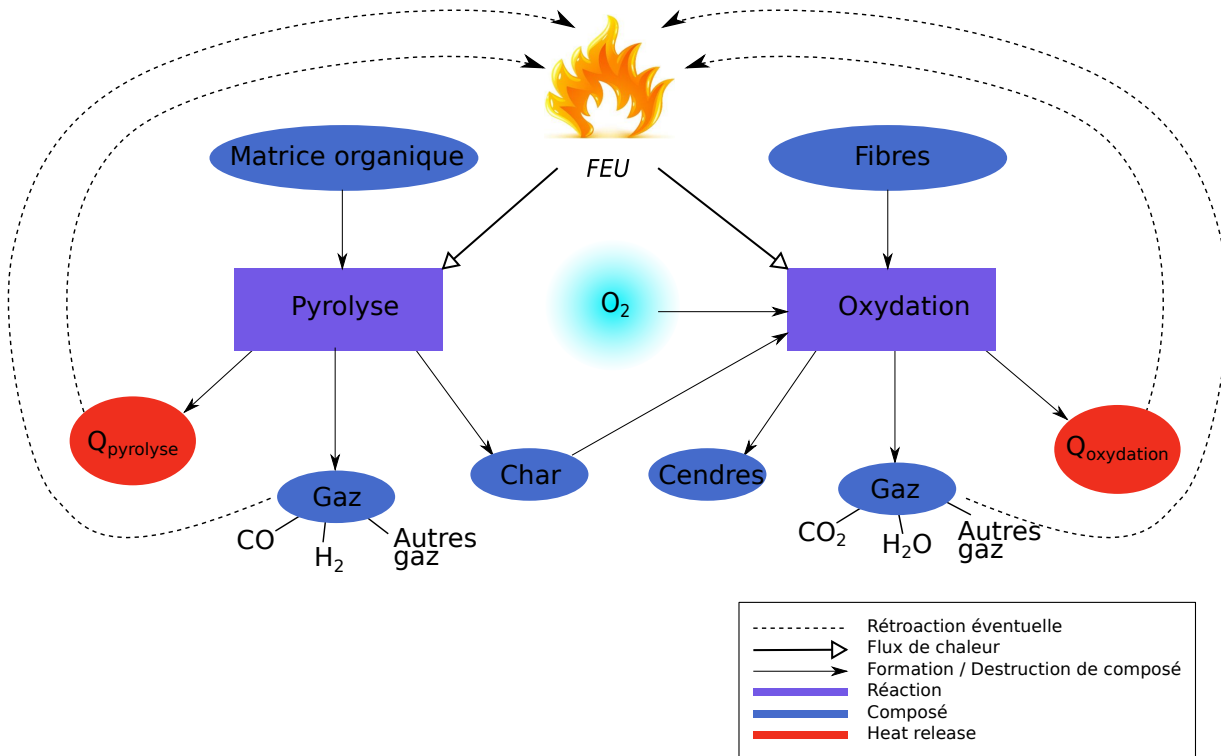 Matrice organique
FEU
Fibres
Pyrolyse
O₂
Oxydation
Qpyrolyse
Gaz
Char
Cendres
Gaz
Qoxydation
CO
H₂
Autres
gaz
CO₂
H₂O
Autres
gaz
Rétroaction éventuelle
Flux de chaleur
Formation / Destruction de composé
Réaction
Composé
Heat release